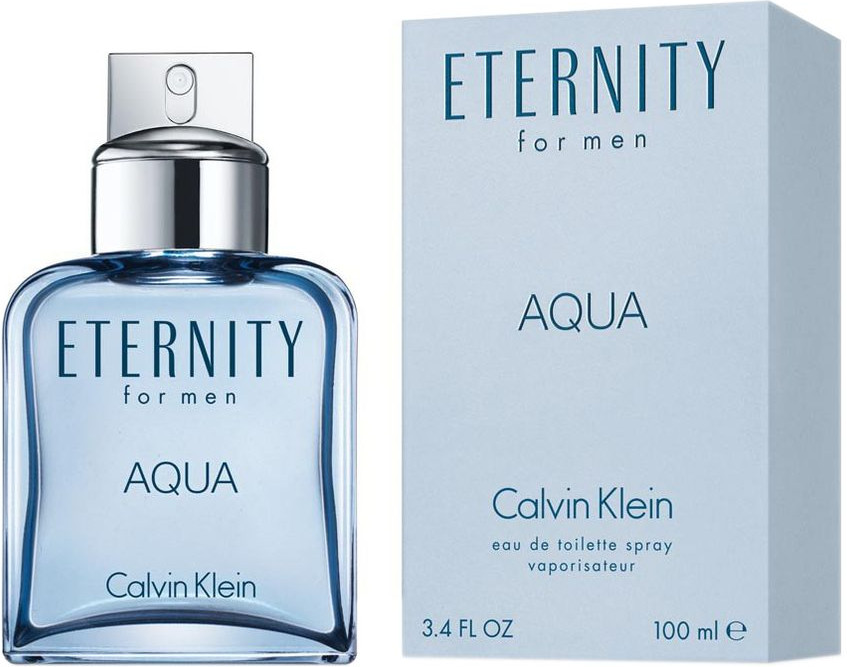 ETERNITY
for men
AQUA
Calvin Klein
ETERNITY
for men
AQUA
Calvin Klein
eau de toilette spray
vaporisateur
3.4 FL OZ 100 ml ℮